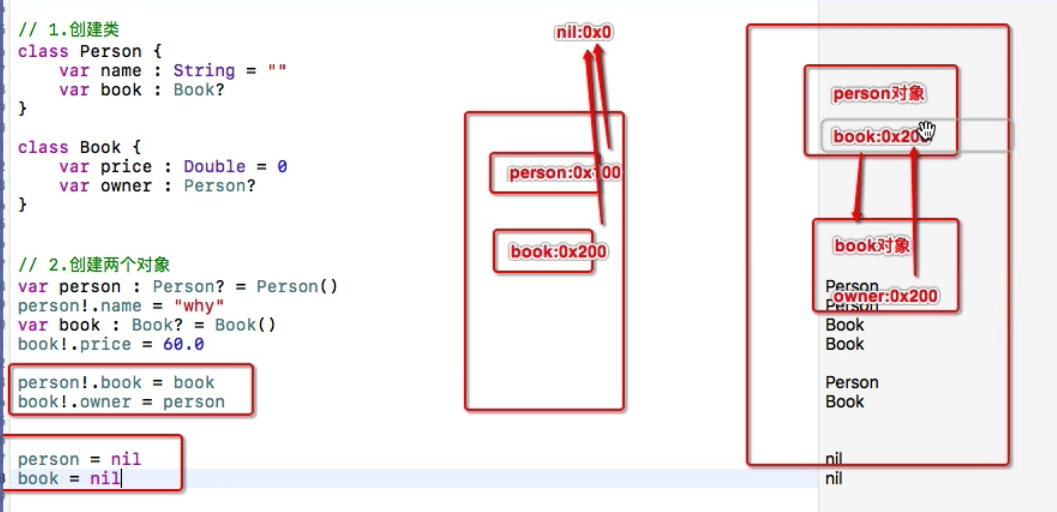 // 1.创建类
class Person {
var name : String = ""
var book : Book?
}
class Book {
var price : Double = 0
var owner : Person?
}
// 2.创建两个对象
var person : Person? = Person()
person!.name = "why"
var book : Book? = Book()
book!.price = 60.0
person!.book = book
book!.owner = person
person = nil
book = nil
nil:0x0
person:0x100
book:0x200
person对象
book:0x200
book对象
owner:0x200
Person
Person
Book
Book
Person
Book
nil
nil